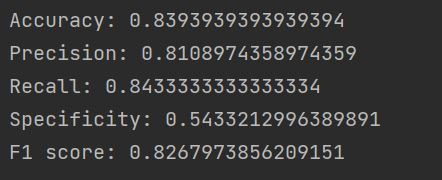 Accuracy: 0.8393939393939394
Precision: 0.8108974358974359
Recall: 0.8433333333333334
Specificity: 0.5433212996389891
F1 score: 0.8267973856209151